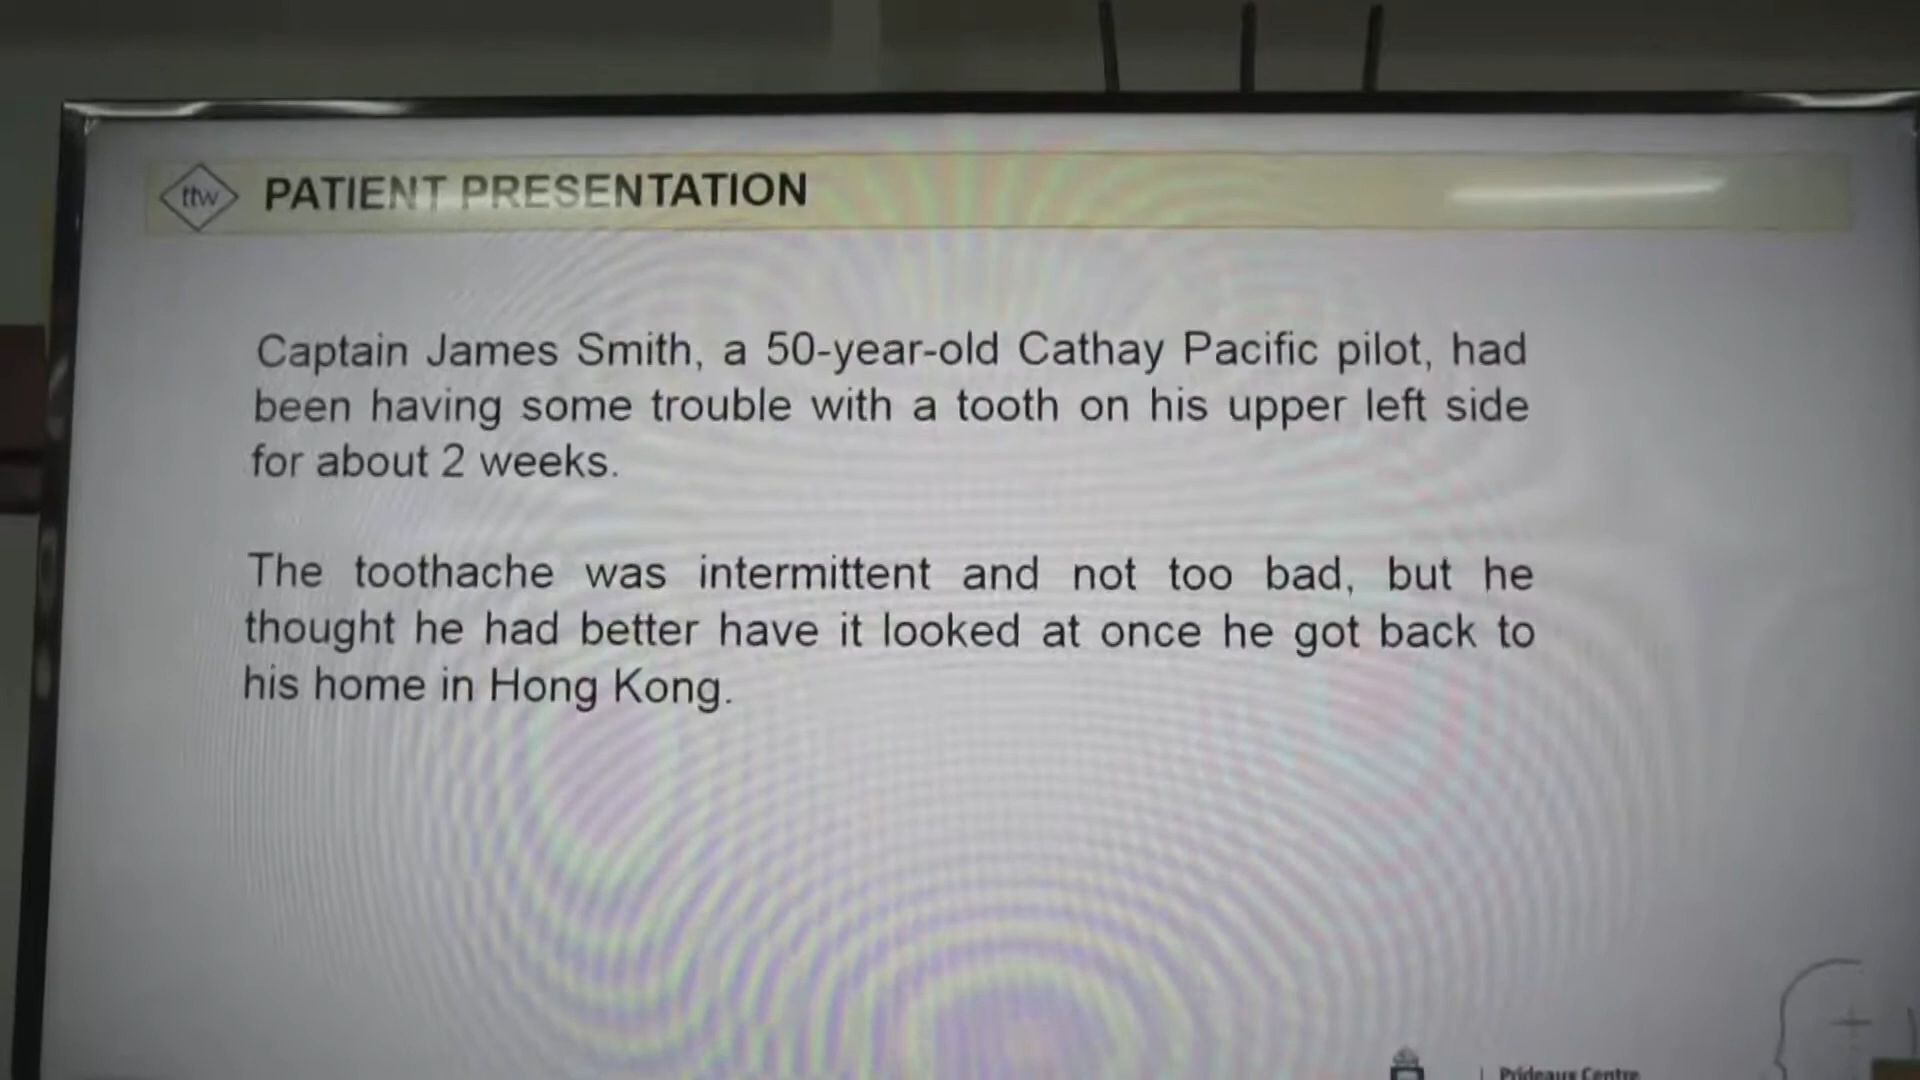 ttw
PATIENT PRESENTATION
Captain James Smith, a 50-year-old Cathay Pacific pilot, had
been having some trouble with a tooth on his upper left side
for about 2 weeks.
The toothache was intermittent and not too bad, but he
thought he had better have it looked at once he got back to
his home in Hong Kong.
Prideaux Centre